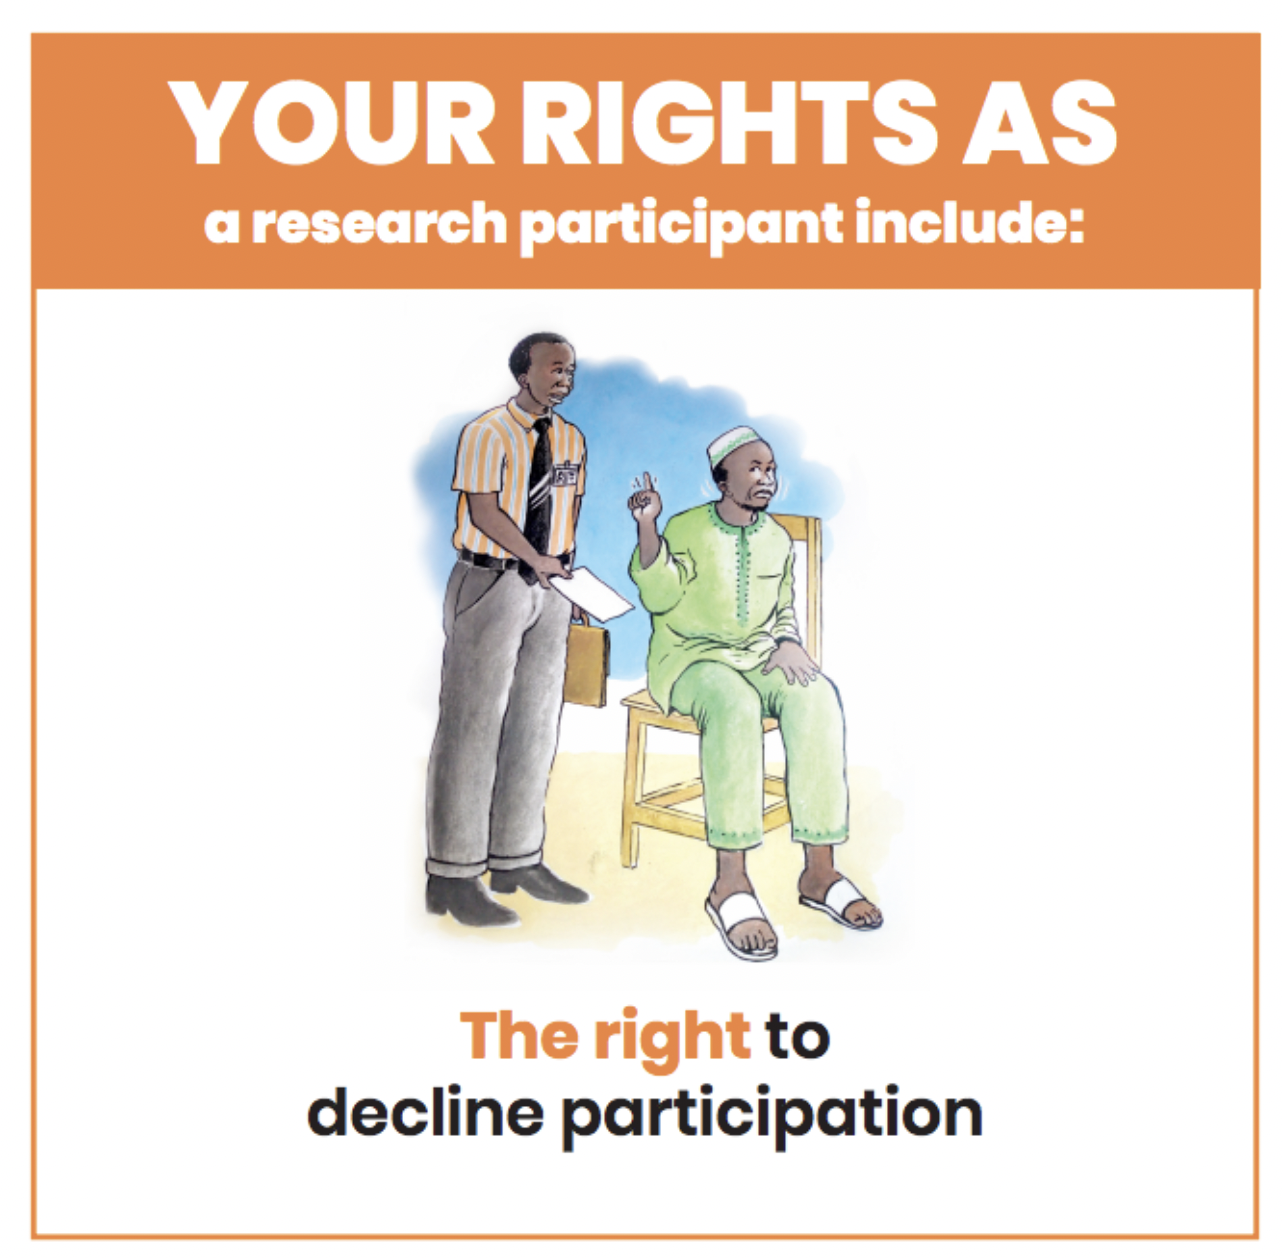 YOUR RIGHTS AS
a research participant include:
The right to
decline participation